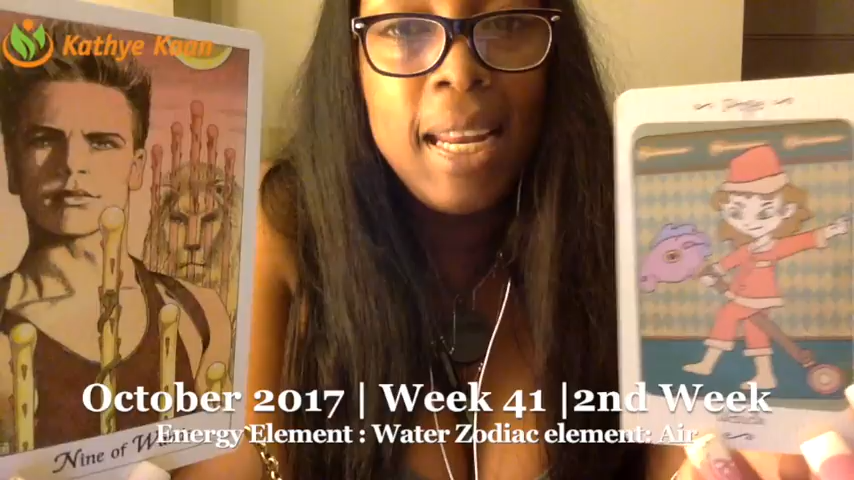 Kathye Kaan
October 2017 | Week 41 |2nd Week
Energy Element : Water Zodiac element: Air
Nine of